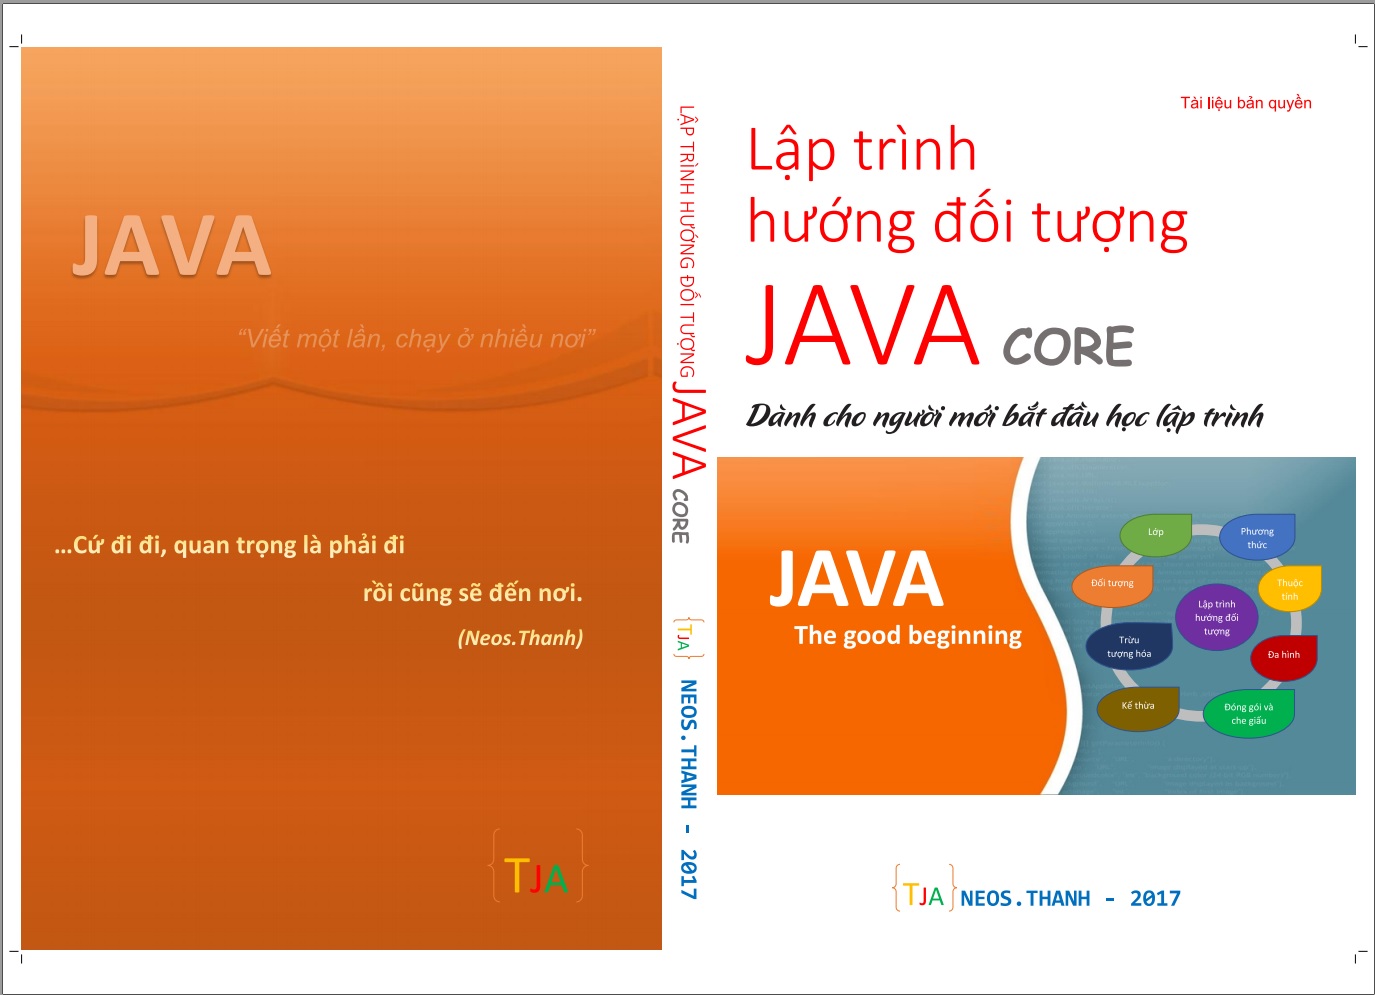 JAVA
“Viết một lần, chạy ở nhiều nơi”
...Cứ đi đi, quan trọng là phải đi
rồi cũng sẽ đến nơi.
(Neos.Thanh)
{TJA}
LẬP TRÌNH HƯỚNG ĐỐI TƯỢNG JAVA CORE
{TJA}
NEOS.THANH - 2017
Tài liệu bản quyền
Lập trình
hướng đối tượng
JAVA CORE
Dành cho người mới bắt đầu học lập trình
JAVA
The good beginning
Lớp
Phương
thức
Đối tượng
Thuộc
tính
Lập trình
hướng đối
tượng
Trừu
tượng hóa
Đa hình
Kế thừa
Đóng gói và
che giấu
{TJA} NEOS.THANH - 2017